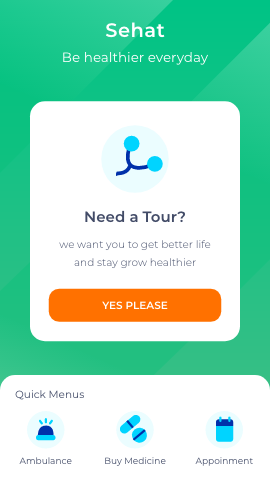 Sehat
Be healthier everyday
Need a Tour?
we want you to get better life
and stay grow healthier
YES PLEASE
Quick Menus
Ambulance
Buy Medicine
Appoinment